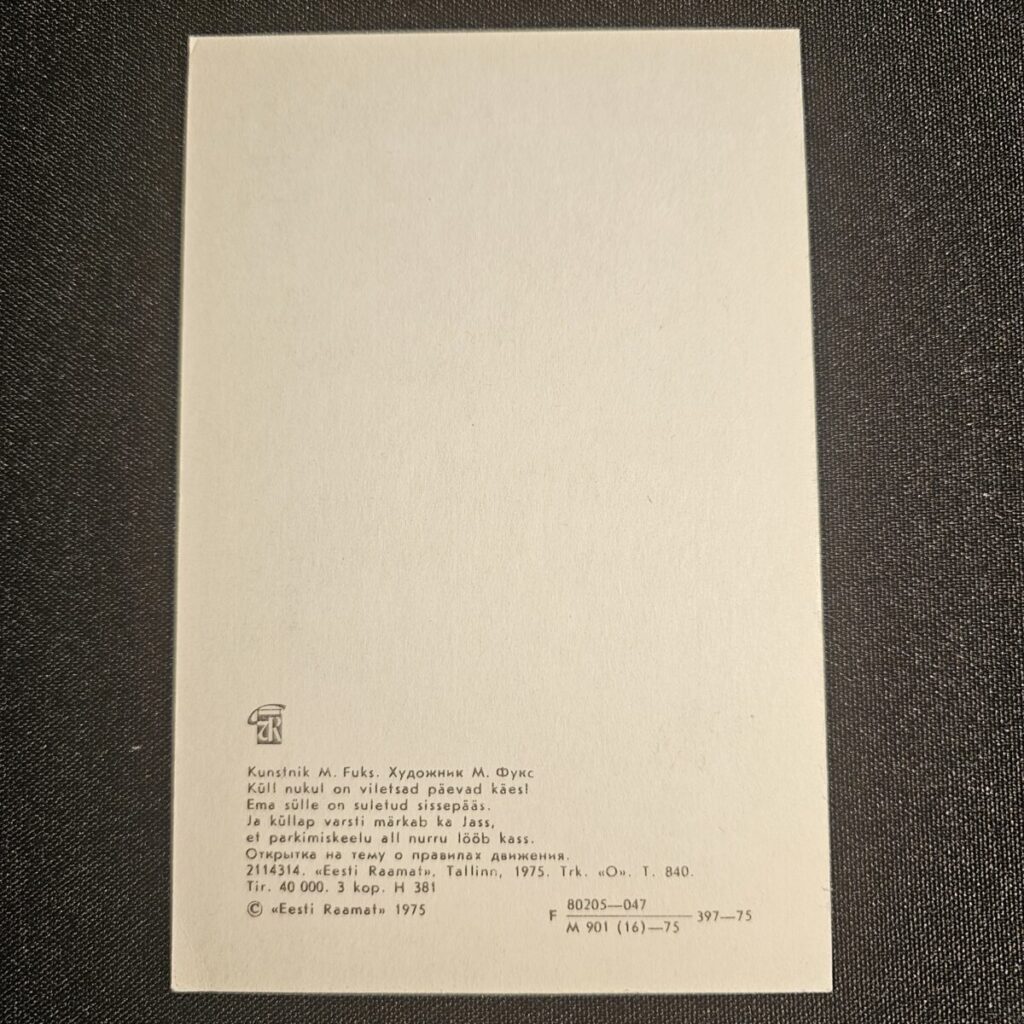 ER
Kunstnik M. Fuks. Художник М. Фукс
Küll nukul on viletsad päevad käes!
Ema sülle on suletud sissepääs.
Ja küllap varsti märkab ka Jass,
et parkimiskeelu all nurru lööb kass.
Открытка на тему о правилах движения.
2114314. «Eesti Raamat», Tallinn, 1975. Trk. «O». T. 840.
Tir. 40 000. 3 kop. H 381
© «Eesti Raamat» 1975
F 80205—047
M 901 (16)—75
397—75